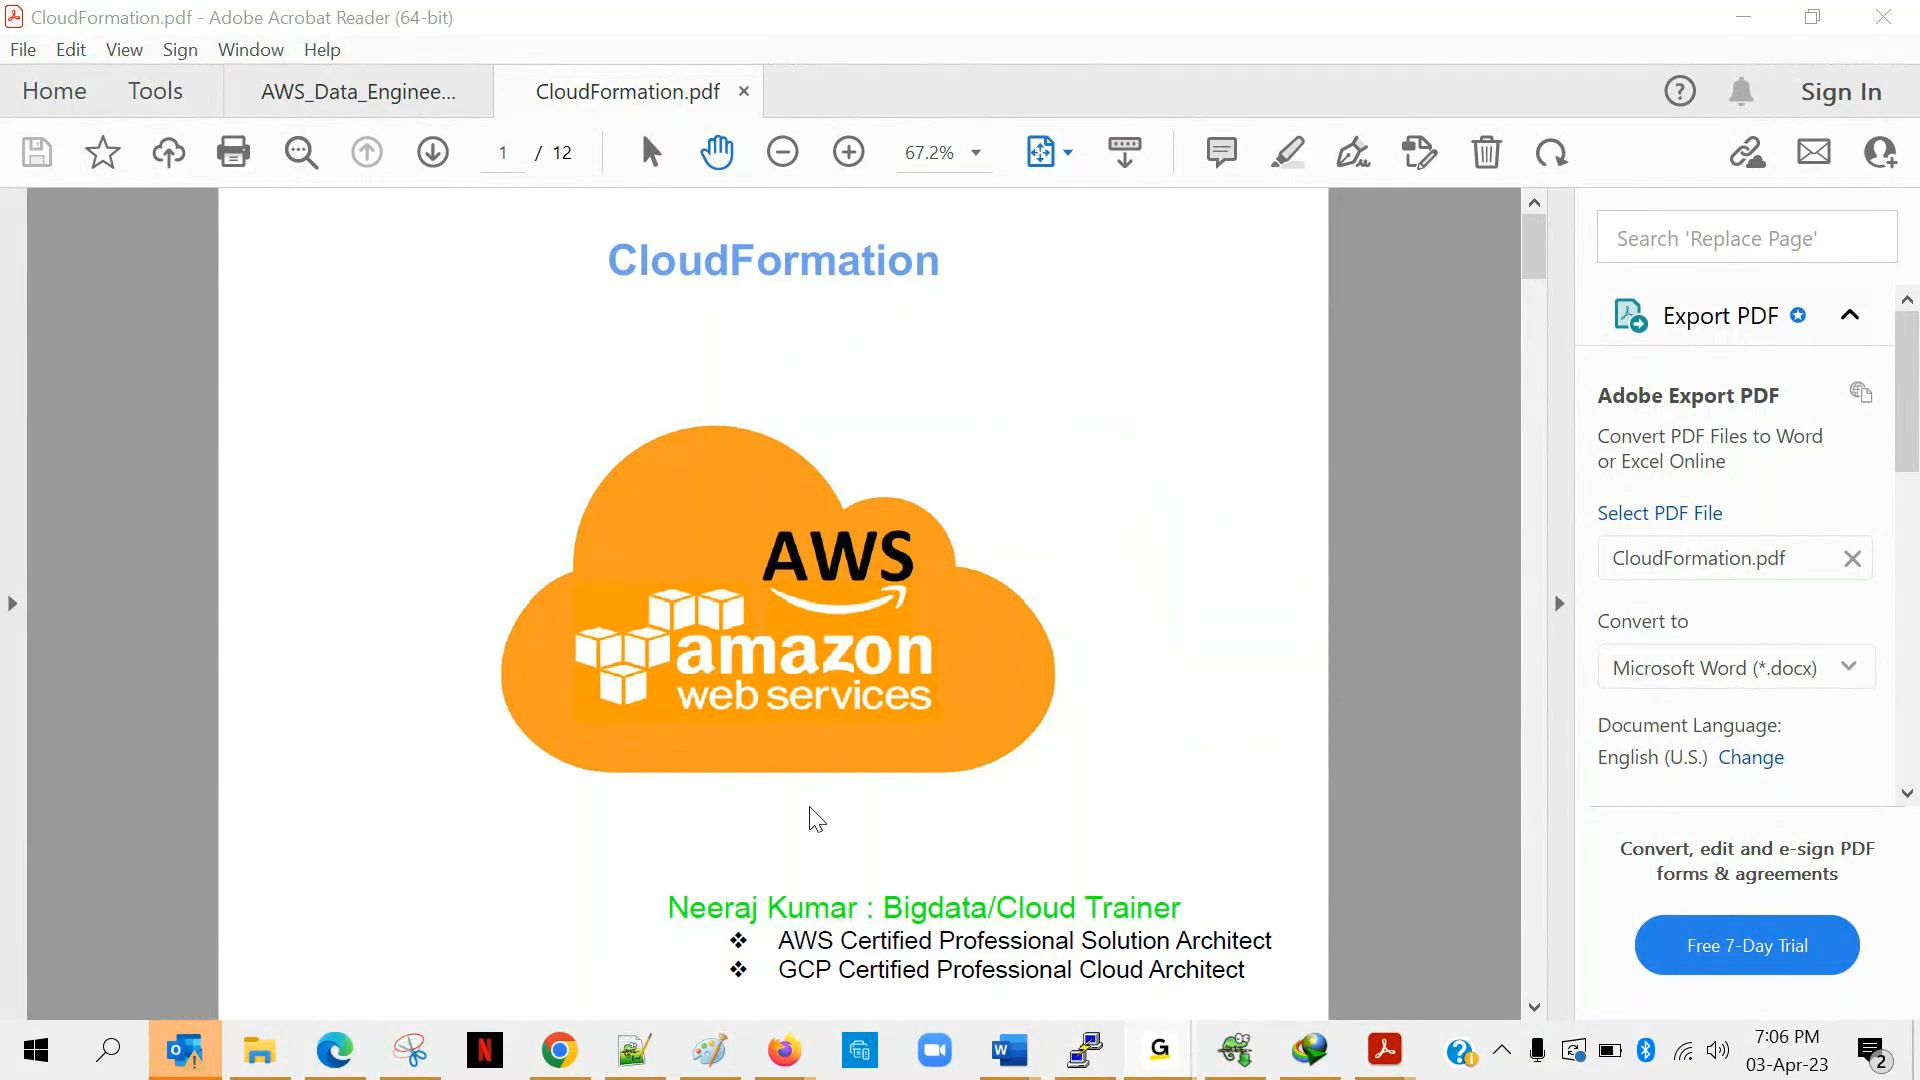 CloudFormation.pdf - Adobe Acrobat Reader (64-bit)
File Edit View Sign Window Help
Home Tools AWS_Data_Enginee... CloudFormation.pdf × Sign In
1 / 12 67.2%
CloudFormation
AWS
amazon
web services
Neeraj Kumar : Bigdata/Cloud Trainer
❖ AWS Certified Professional Solution Architect
❖ GCP Certified Professional Cloud Architect
Search 'Replace Page'
Export PDF
Adobe Export PDF
Convert PDF Files to Word
or Excel Online
Select PDF File
CloudFormation.pdf
Convert to
Microsoft Word (*.docx)
Document Language:
English (U.S.) Change
Convert, edit and e-sign PDF
forms & agreements
Free 7-Day Trial
7:06 PM
03-Apr-23
2